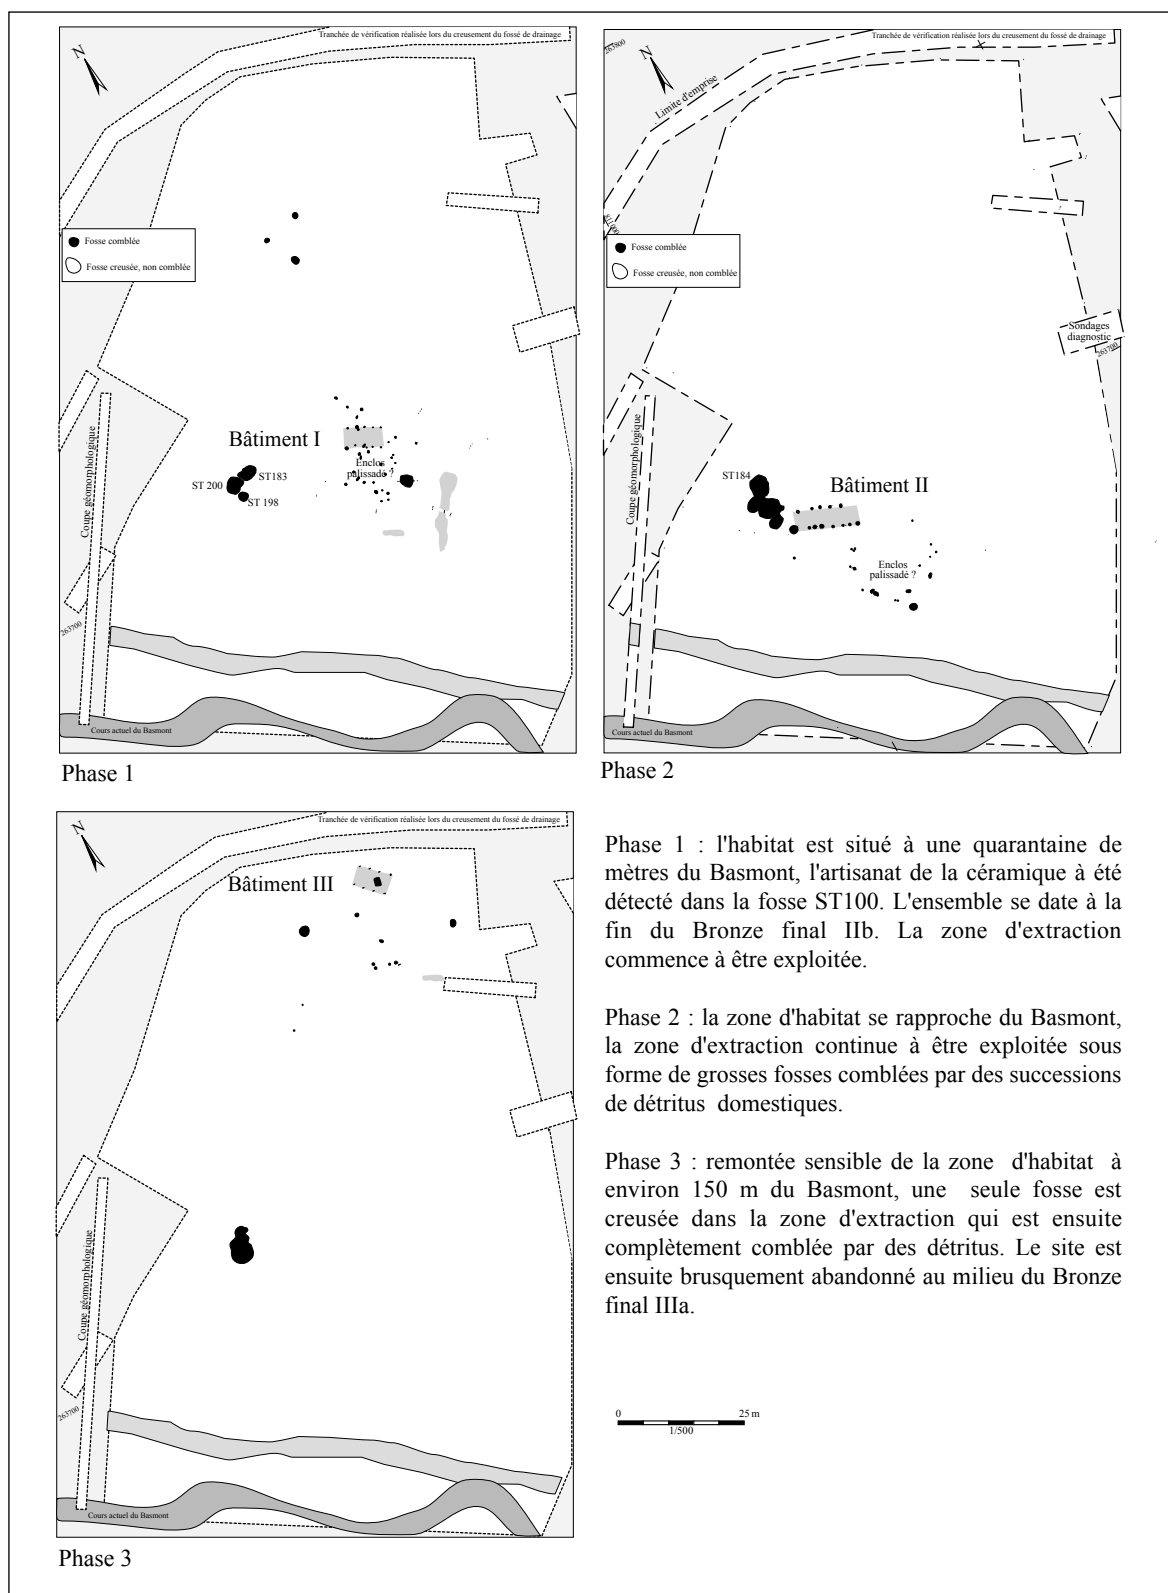 Tranchée de vérification réalisée lors du creusement du fossé de drainage
N
Fosse comblée
Fosse creusée, non comblée
Bâtiment I
Enclos
palissadé ?
ST183
ST 200
ST 198
Coupe géomorphologique
263700
Cours actuel du Basmont
Phase 1
Tranchée de vérification réalisée lors du creusement du fossé de drainage
263800
N
Limite d'emprise
811000
Fosse comblée
Fosse creusée, non comblée
Sondages
diagnostic
263700
Coupe géomorphologique
ST184
Bâtiment II
Enclos
palissadé ?
Cours actuel du Basmont
Phase 2
Tranchée de vérification réalisée lors du creusement du fossé de drainage
N
Bâtiment III
Coupe géomorphologique
263700
Cours actuel du Basmont
Phase 3
Phase 1 : l'habitat est situé à une quarantaine de
mètres du Basmont, l'artisanat de la céramique à été
détecté dans la fosse ST100. L'ensemble se date à la
fin du Bronze final IIb. La zone d'extraction
commence à être exploitée.
Phase 2 : la zone d'habitat se rapproche du Basmont,
la zone d'extraction continue à être exploitée sous
forme de grosses fosses comblées par des successions
de détritus domestiques.
Phase 3 : remontée sensible de la zone d'habitat à
environ 150 m du Basmont, une seule fosse est
creusée dans la zone d'extraction qui est ensuite
complètement comblée par des détritus. Le site est
ensuite brusquement abandonné au milieu du Bronze
final IIIa.
0 25 m
1/500